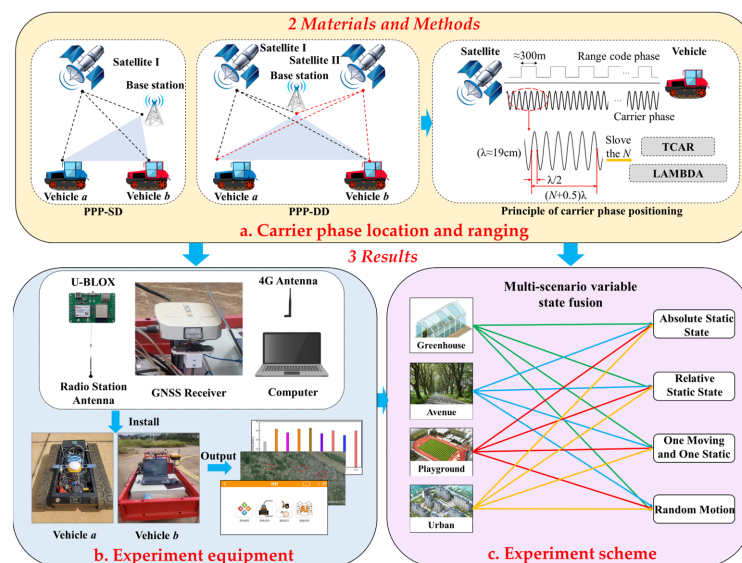 2 Materials and Methods
Satellite I
Base station
Vehicle a
Vehicle b
PPP-SD
Satellite I
Satellite II
Base station
Vehicle a
Vehicle b
PPP-DD
Satellite
Vehicle
≈300m
Range code phase
...
...
Carrier phase
(λ≈19cm)
λ/2
(N+0.5)λ
Slove
the N
TCAR
LAMBDA
Principle of carrier phase positioning
a. Carrier phase location and ranging
3 Results
U-BLOX
Radio Station
Antenna
GNSS Receiver
4G Antenna
Computer
Install
Output
Vehicle a
Vehicle b
b. Experiment equipment
Multi-scenario variable
state fusion
Greenhouse
Avenue
Playground
Urban
Absolute Static
State
Relative
Static State
One Moving
and One Static
Random Motion
c. Experiment scheme